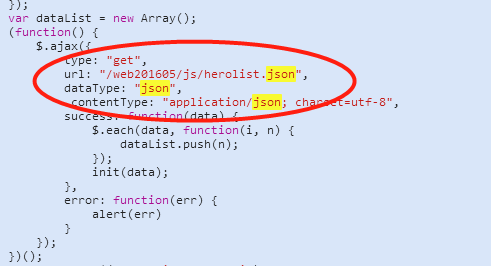 });
var dataList = new Array();
(function() {
$.ajax({
type: "get",
url: "/web201605/js/herolist.json",
dataType: "json",
contentType: "application/json; charset=utf-8",
success: function(data) {
$.each(data, function(i, n) {
dataList.push(n);
});
init(data);
},
error: function(err) {
alert(err)
}
});
})();